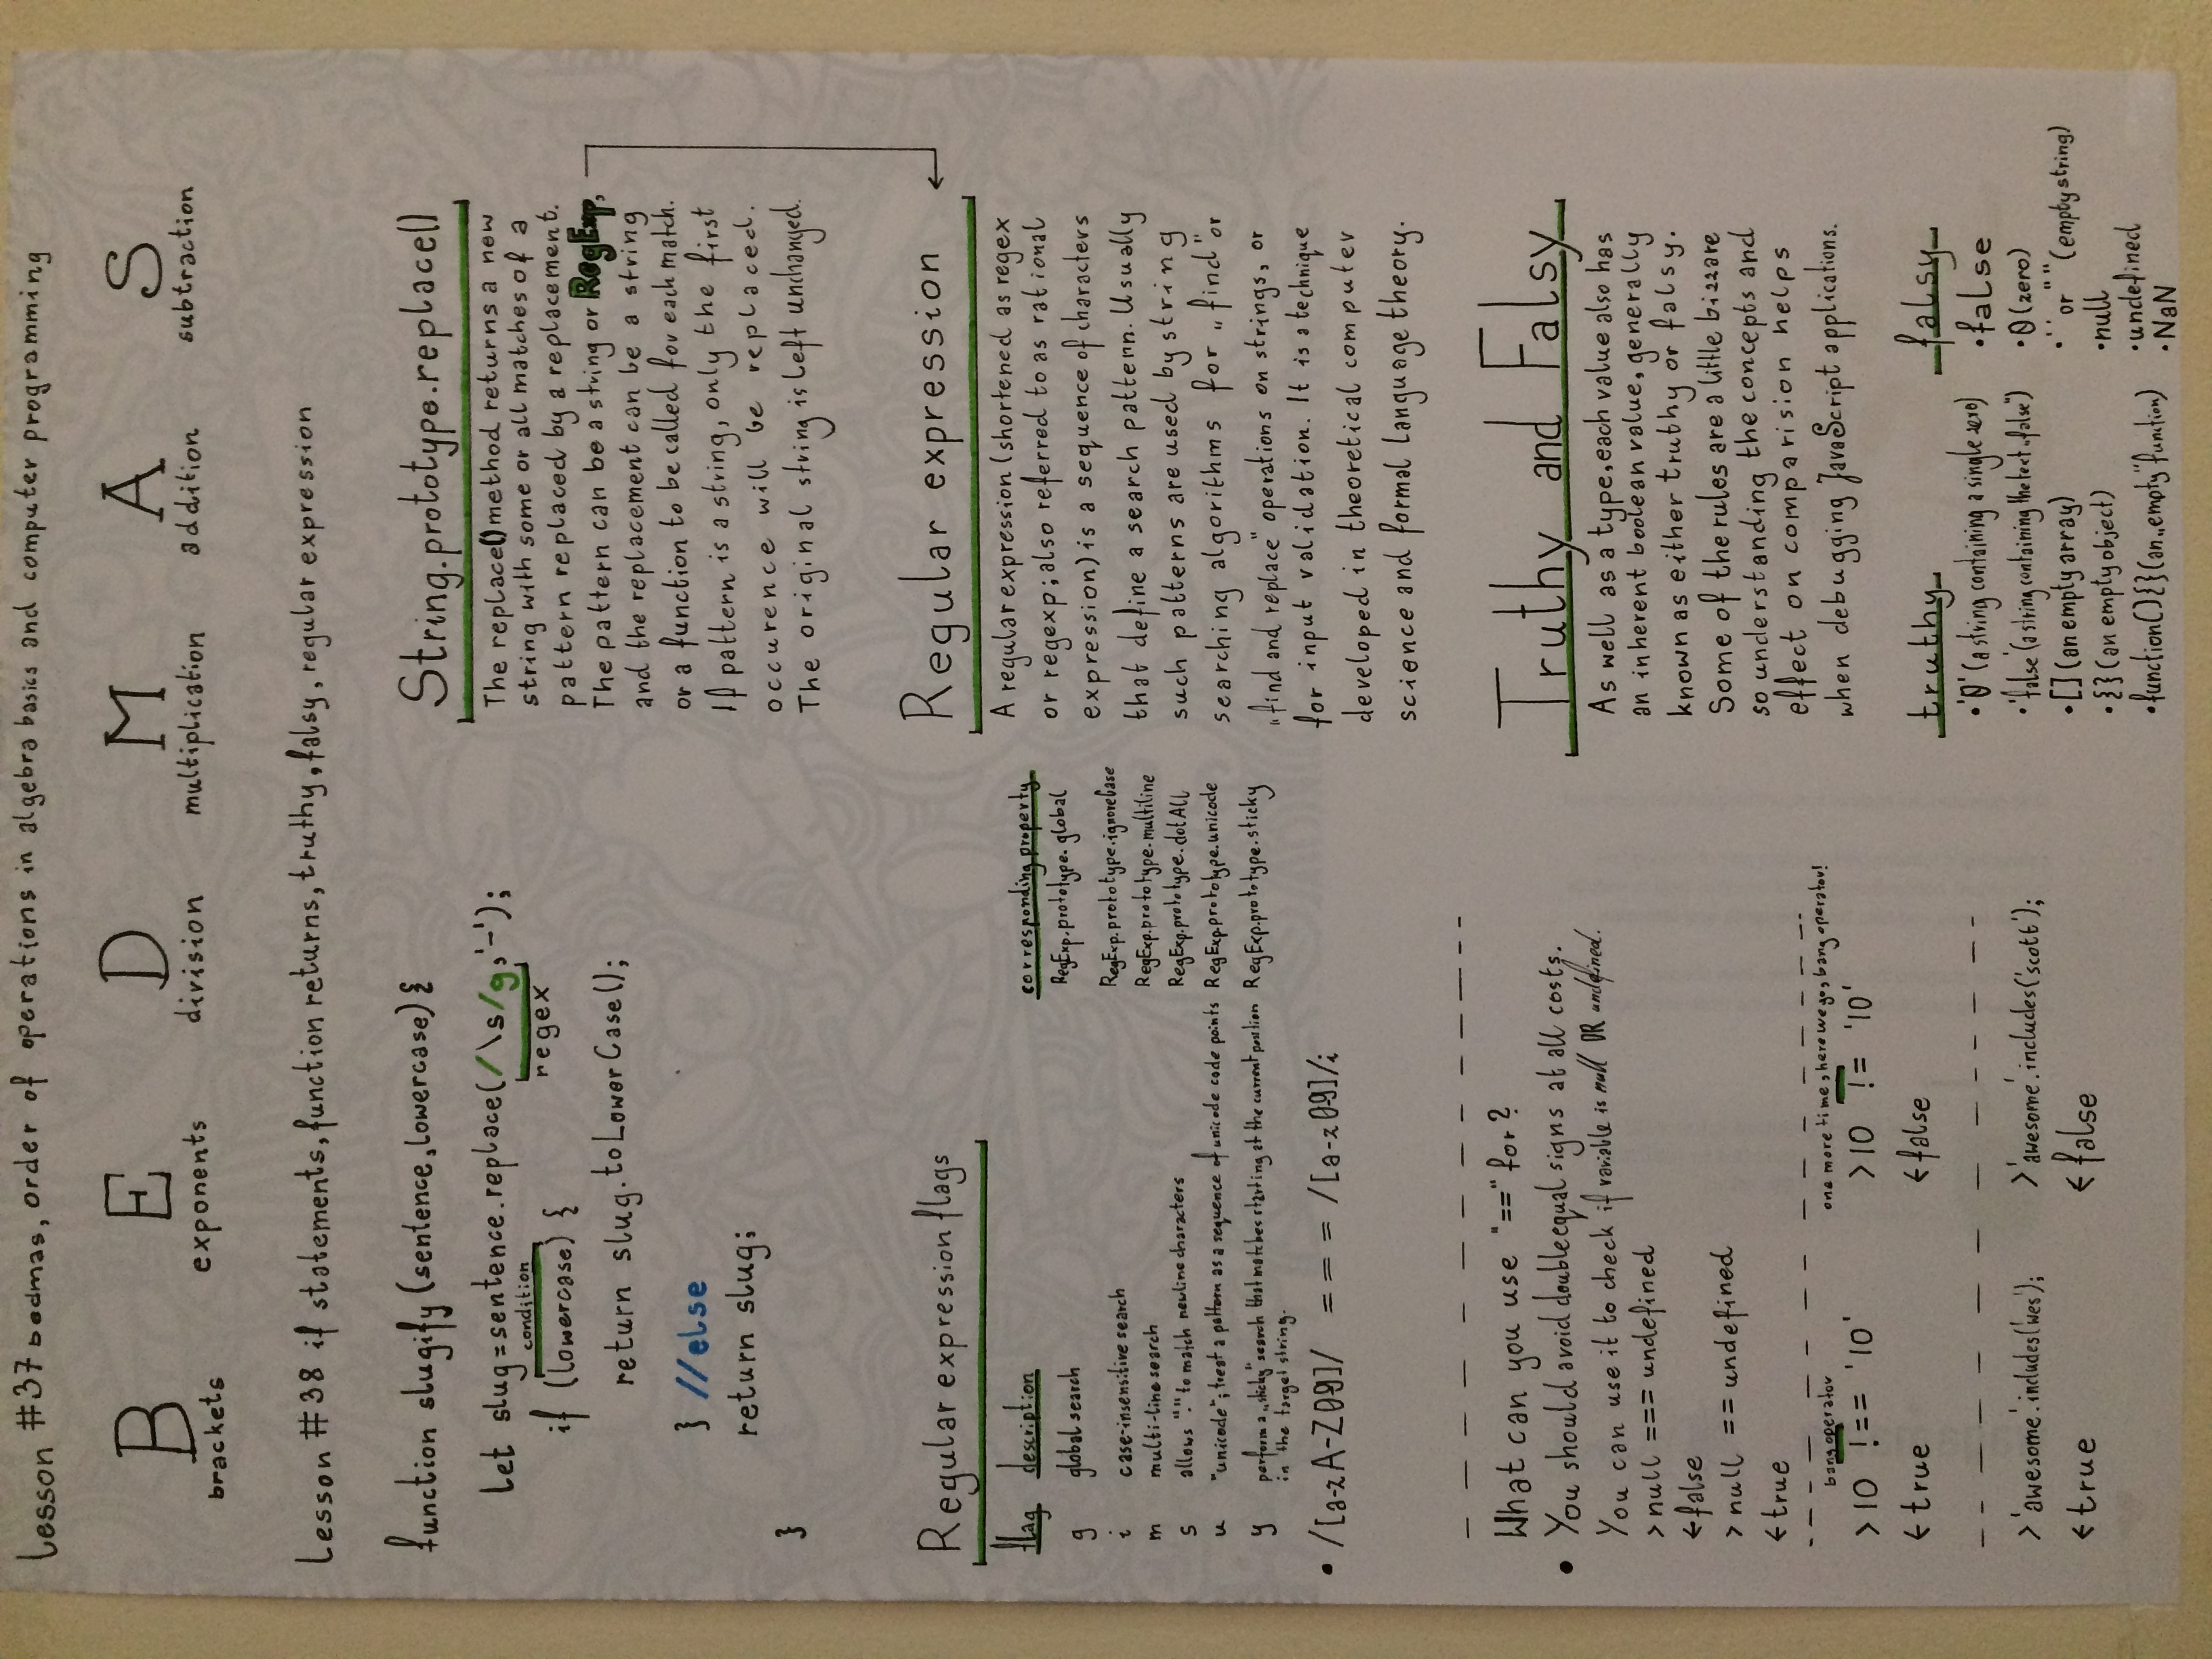 Lesson #37 bedmas, order of operations in algebra basics and computer programming
B E D M A S
brackets exponents division multiplication addition subtraction
Lesson #38 if statements, function returns, truthy, falsy, regular expression
function slugify (sentence, lowercase) {
let slug = sentence.replace(/\s/g,'-');
condition
regex
if (lowercase) {
return slug.toLowerCase();
} //else
return slug;
}
String.prototype.replace()
The replace() method returns a new
string with some or all matches of a
pattern replaced by a replacement.
The pattern can be a string or RegExp,
and the replacement can be a string
or a function to be called for each match.
If pattern is a string, only the first
occurence will be replaced.
The original string is left unchanged.
Regular expression flags
flag description corresponding property
g global search RegExp.prototype.global
i case-insensitive search RegExp.prototype.ignoreCase
m multi-line search RegExp.prototype.multiline
s allows "." to match newline characters RegExp.prototype.dotAll
u "unicode"; treat a pattern as a sequence of unicode code points RegExp.prototype.unicode
y perform a „sticky" search that matches starting at the current position RegExp.prototype.sticky
in the target string.
• /[a-zA-Z09]/ === /[a-z09]/i
Regular expression
A regular expression (shortened as regex
or regexp; also referred to as rational
expression) is a sequence of characters
that define a search pattern. Usually
such patterns are used by string
searching algorithms for „find" or
„find and replace" operations on strings, or
for input validation. It is a technique
developed in theoretical computer
science and formal language theory.
What can you use "==" for?
• You should avoid double equal signs at all costs.
You can use it to check if variable is null OR undefined.
> null === undefined
← false
> null == undefined
← true
bang operator one more time, here we go, bang operator!
> 10 !== '10' > 10 != '10'
← true ← false
> 'awesome'.includes('wes'); > 'awesome'.includes('scott');
← true ← false
Truthy and Falsy
As well as a type, each value also has
an inherent boolean value, generally
known as either truthy or falsy.
Some of the rules are a little bizzare
so understanding the concepts and
effect on comparision helps
when debugging JavaScript applications.
truthy falsy
• '0' (a string containing a single zero) • false
• 'false' (a string containing the text „false") • 0 (zero)
• [] (an empty array) • '' or "" (empty string)
• {} (an empty object) • null
• function(){} (an „empty" function) • undefined
• NaN